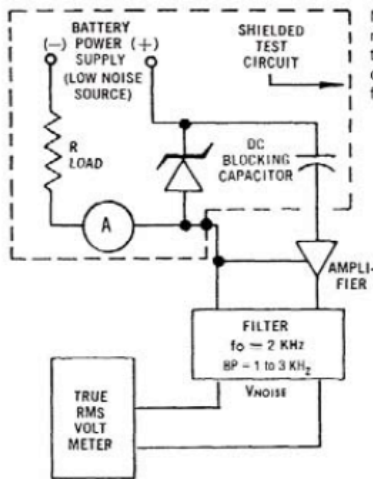 BATTERY
(-) POWER (+)
SUPPLY
(LOW NOISE
SOURCE)
SHIELDED
TEST
CIRCUIT
R
LOAD
DC
BLOCKING
CAPACITOR
A
AMPLI-
FIER
FILTER
fo = 2 KHz
BP = 1 to 3 KHz
VNOISE
TRUE
RMS
VOLT
METER